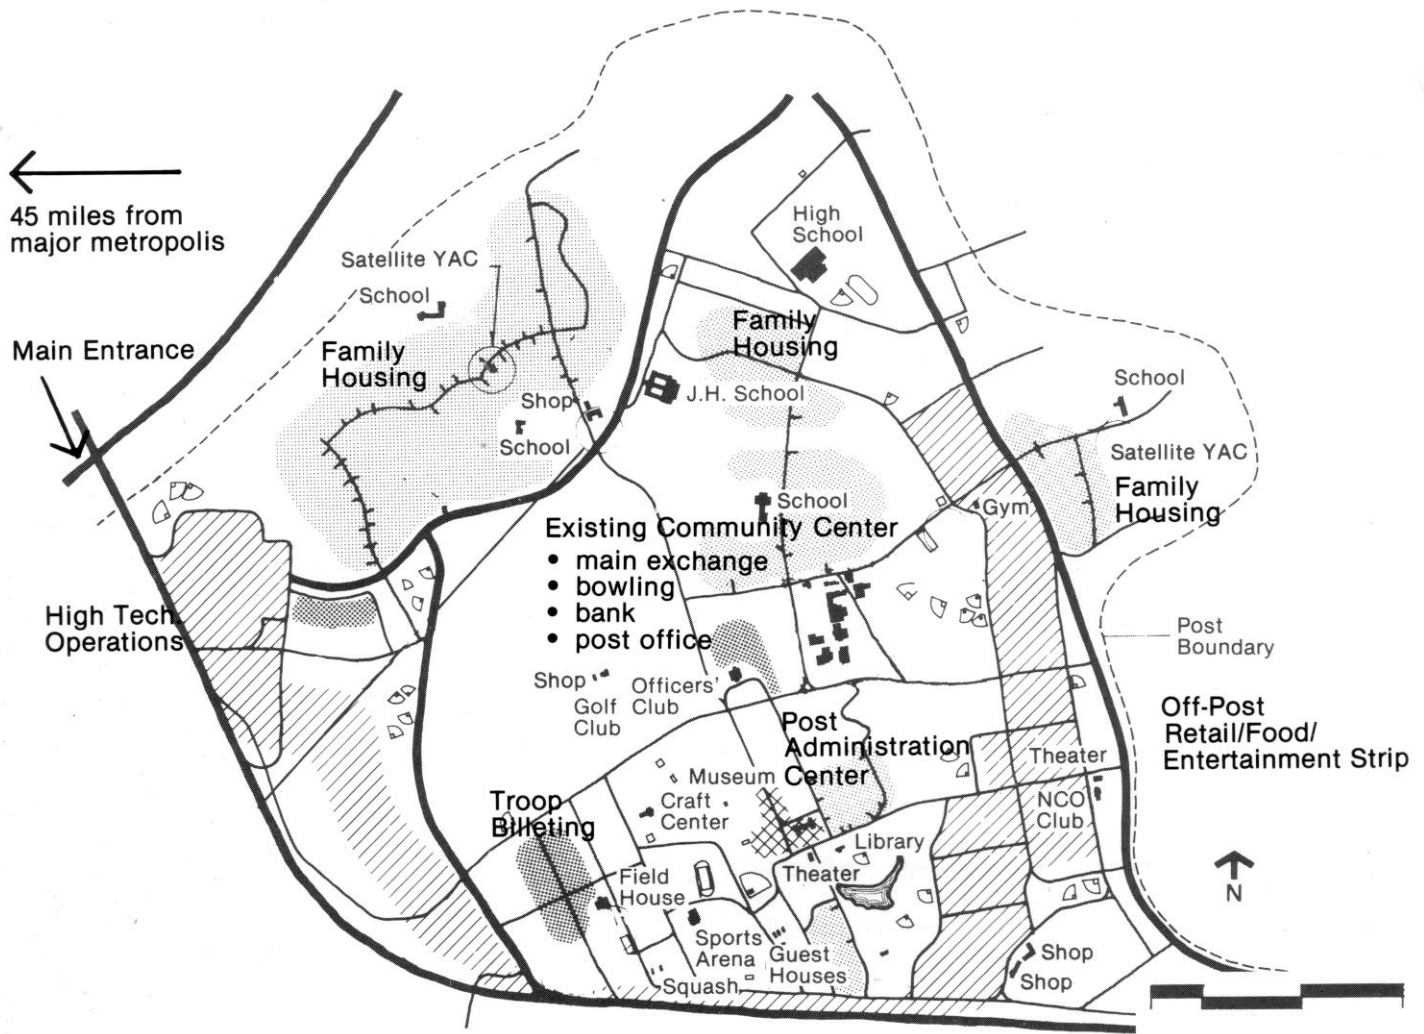 45 miles from
major metropolis
Main Entrance
High
School
Satellite YAC
School
Family
Housing
Family
Housing
Shop
School
J.H. School
School
Satellite YAC
Family
Housing
School
Gym
Existing Community Center
• main exchange
• bowling
• bank
• post office
High Tech.
Operations
Post
Boundary
Shop
Golf
Club
Officers'
Club
Off-Post
Retail/Food/
Entertainment Strip
Post
Administration
Center
Theater
NCO
Club
Museum
Craft
Center
Troop
Billeting
Library
Theater
Field
House
N
Sports
Arena
Guest
Houses
Squash
Shop
Shop